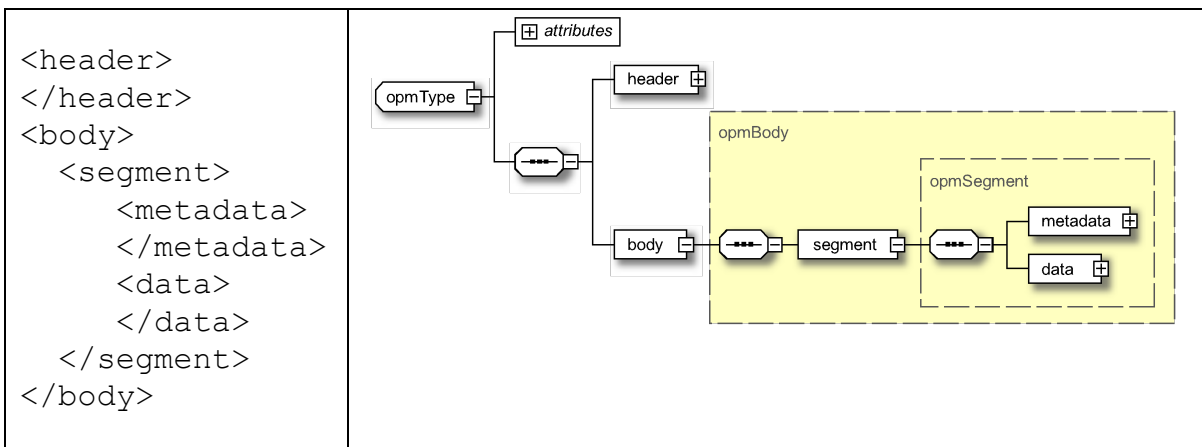 <header>
</header>
<body>
  <segment>
    <metadata>
    </metadata>
    <data>
    </data>
  </segment>
</body>
attributes
header
opmType
opmBody
opmSegment
metadata
body
segment
data